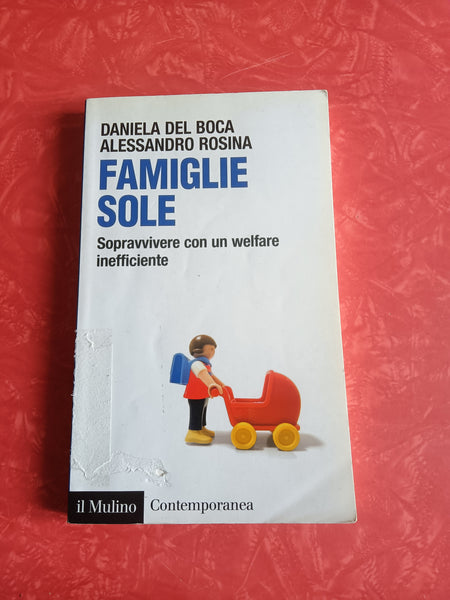 DANIELA DEL BOCA
ALESSANDRO ROSINA
FAMIGLIE
SOLE
Sopravvivere con un welfare
inefficiente
il Mulino Contemporanea